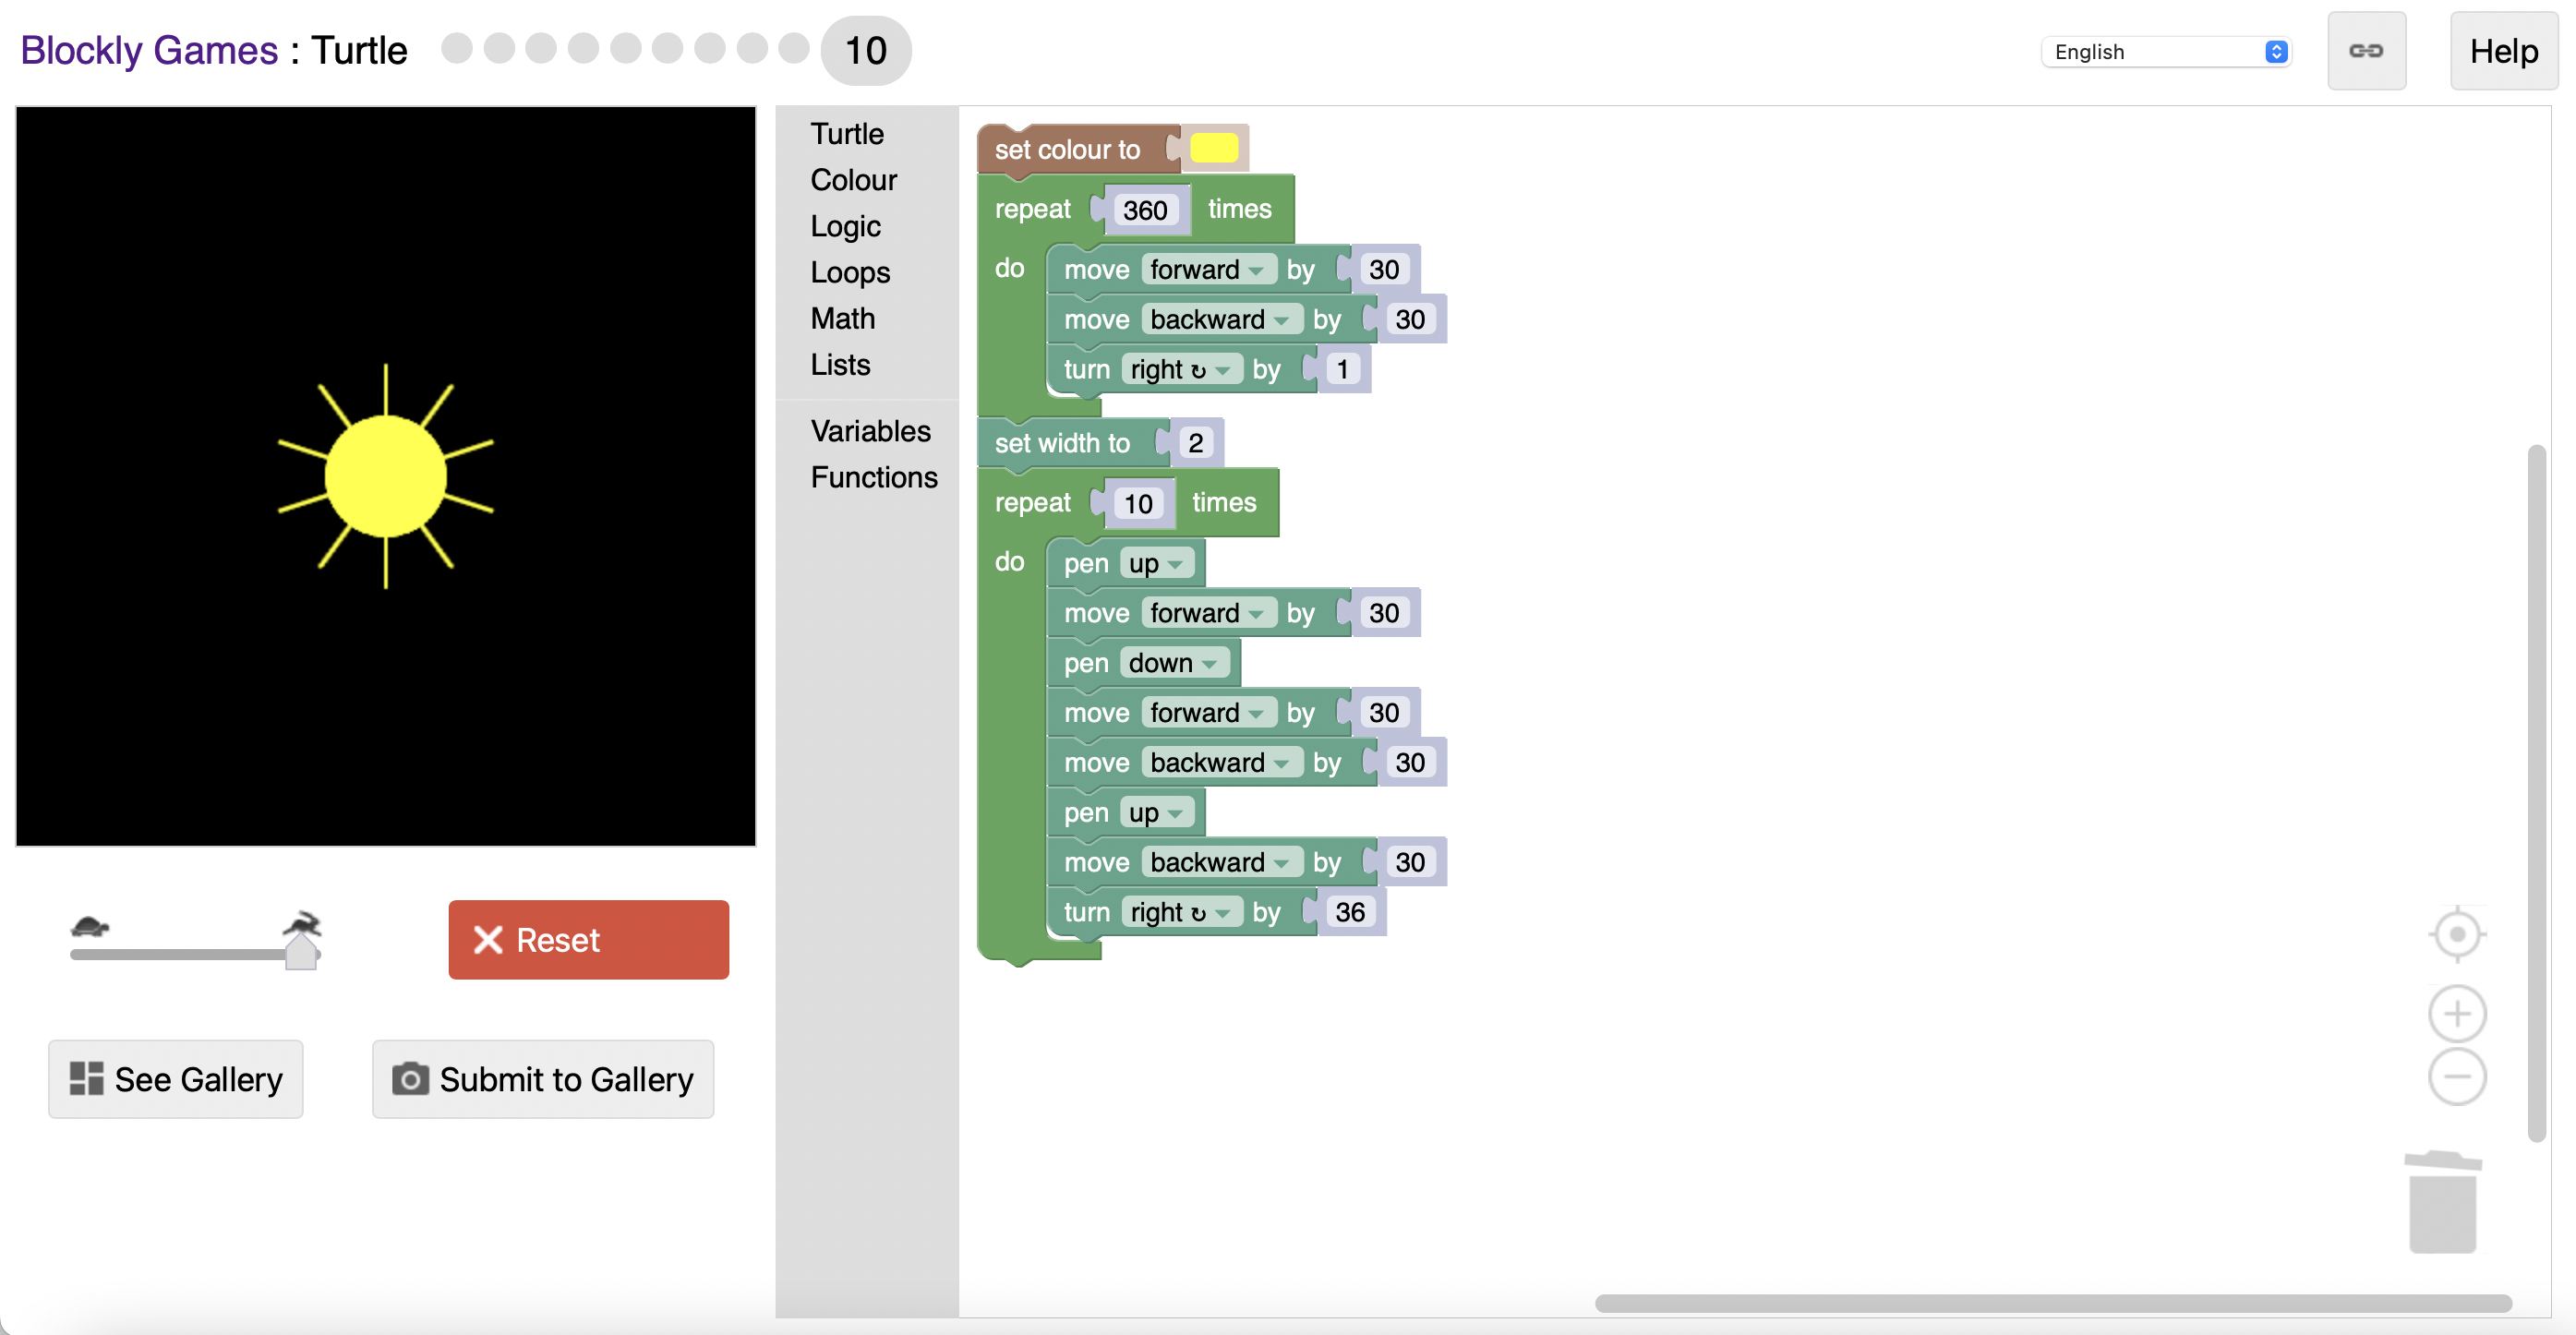 Blockly Games : Turtle 10 English Help
Turtle
Colour
Logic
Loops
Math
Lists
Variables
Functions
set colour to
repeat 360 times
do move forward by 30
move backward by 30
turn right ↻ by 1
set width to 2
repeat 10 times
do pen up
move forward by 30
pen down
move forward by 30
move backward by 30
pen up
move backward by 30
turn right ↻ by 36
Reset
See Gallery Submit to Gallery